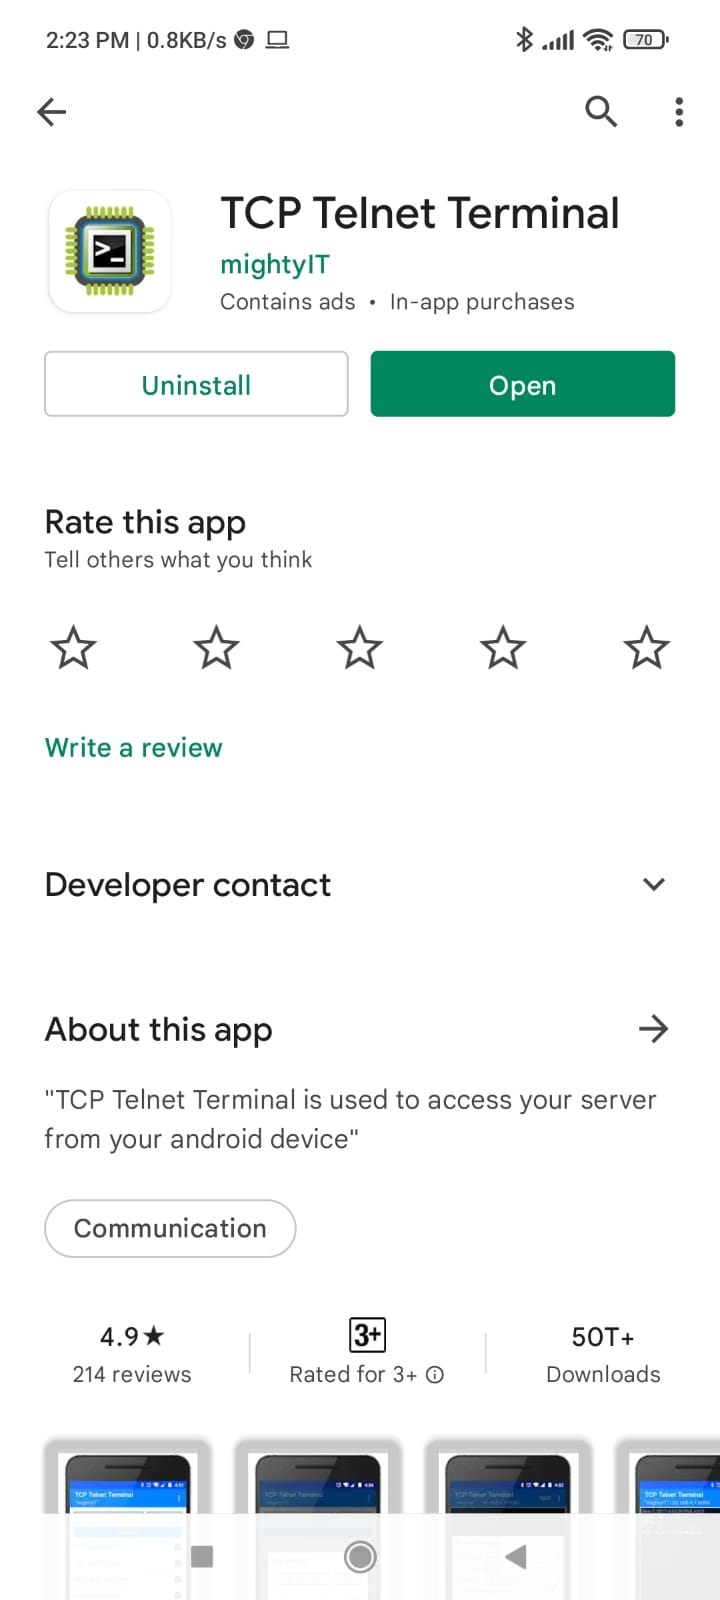 2:23 PM | 0.8KB/s
70
TCP Telnet Terminal
mightyIT
Contains ads • In-app purchases
Uninstall
Open
Rate this app
Tell others what you think
Write a review
Developer contact
About this app
"TCP Telnet Terminal is used to access your server
from your android device"
Communication
4.9★
214 reviews
3+
Rated for 3+
50T+
Downloads
TCP Telnet Terminal
TCP Telnet Terminal
TCP Telnet Terminal
TCP Telnet Terminal